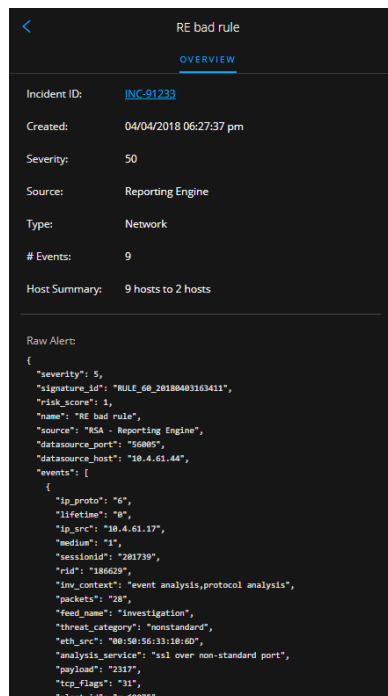 RE bad rule
OVERVIEW
Incident ID: INC-91233
Created: 04/04/2018 06:27:37 pm
Severity: 50
Source: Reporting Engine
Type: Network
# Events: 9
Host Summary: 9 hosts to 2 hosts
Raw Alert:
{
"severity": 5,
"signature_id": "RULE_60_20180403163411",
"risk_score": 1,
"name": "RE bad rule",
"source": "RSA - Reporting Engine",
"datasource_port": "56005",
"datasource_host": "10.4.61.44",
"events": [
{
"ip_proto": "6",
"lifetime": "0",
"ip_src": "10.4.61.17",
"medium": "1",
"sessionid": "201739",
"rid": "186629",
"inv_context": "event analysis,protocol analysis",
"packets": "28",
"feed_name": "investigation",
"threat_category": "nonstandard",
"eth_src": "00:50:56:33:10:6D",
"analysis_service": "ssl over non-standard port",
"payload": "2317",
"tcp_flags": "31",